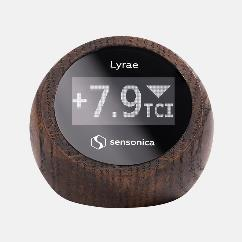 Lyrae
+7.9 TCI
sensonica